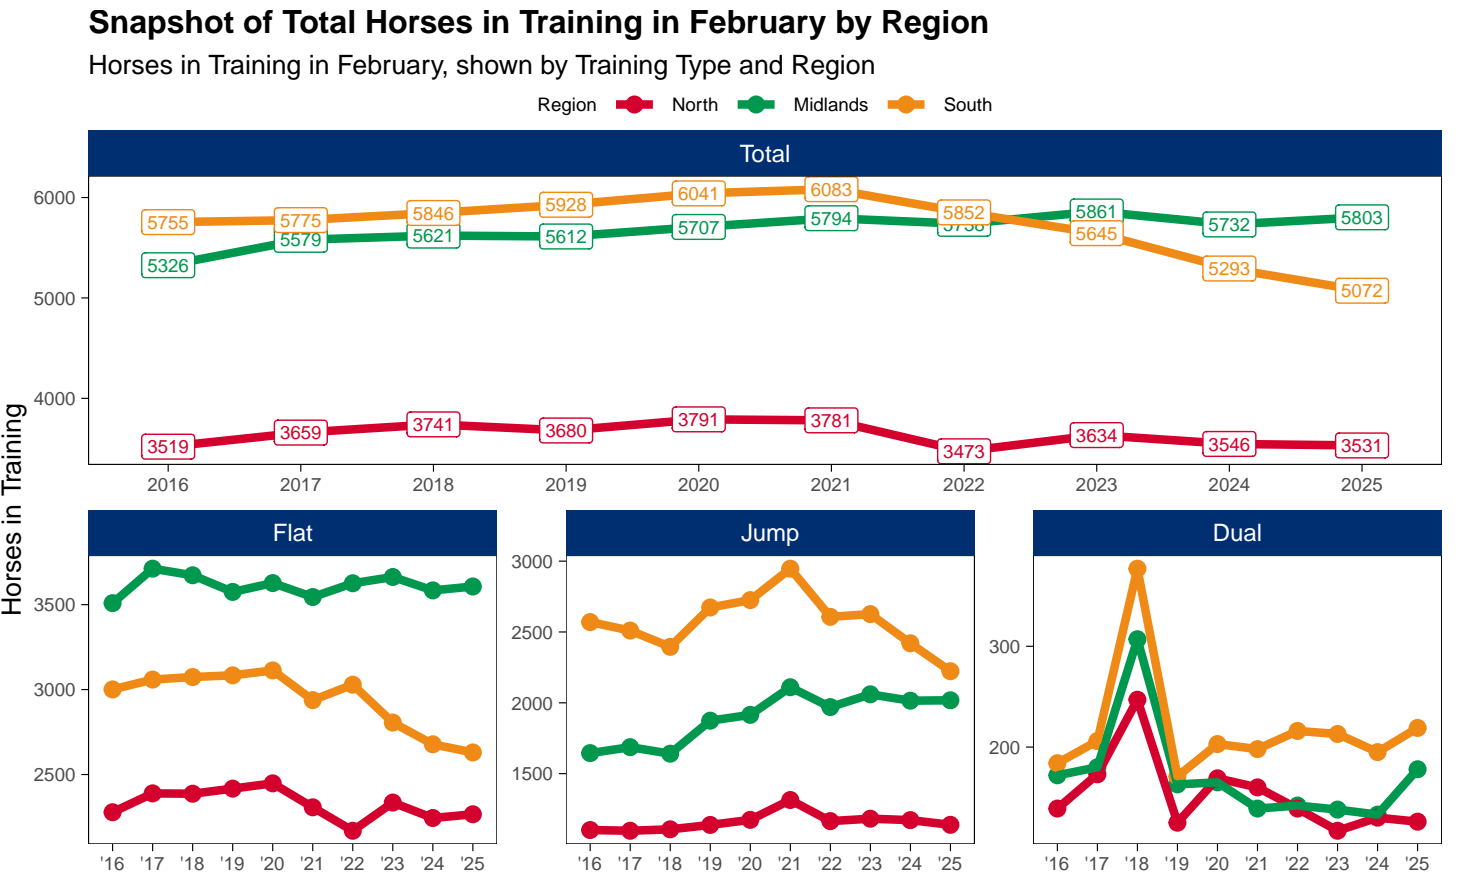 Snapshot of Total Horses in Training in February by Region
Horses in Training in February, shown by Training Type and Region
Region North Midlands South
Total
Horses in Training
6000
5000
4000
5755 5775 5846 5928 6041 6083 5852 5645 5293 5072
5326 5579 5621 5612 5707 5794 5738 5861 5732 5803
3519 3659 3741 3680 3791 3781 3473 3634 3546 3531
2016 2017 2018 2019 2020 2021 2022 2023 2024 2025
Flat
3500
3000
2500
'16 '17 '18 '19 '20 '21 '22 '23 '24 '25
Jump
3000
2500
2000
1500
'16 '17 '18 '19 '20 '21 '22 '23 '24 '25
Dual
300
200
'16 '17 '18 '19 '20 '21 '22 '23 '24 '25